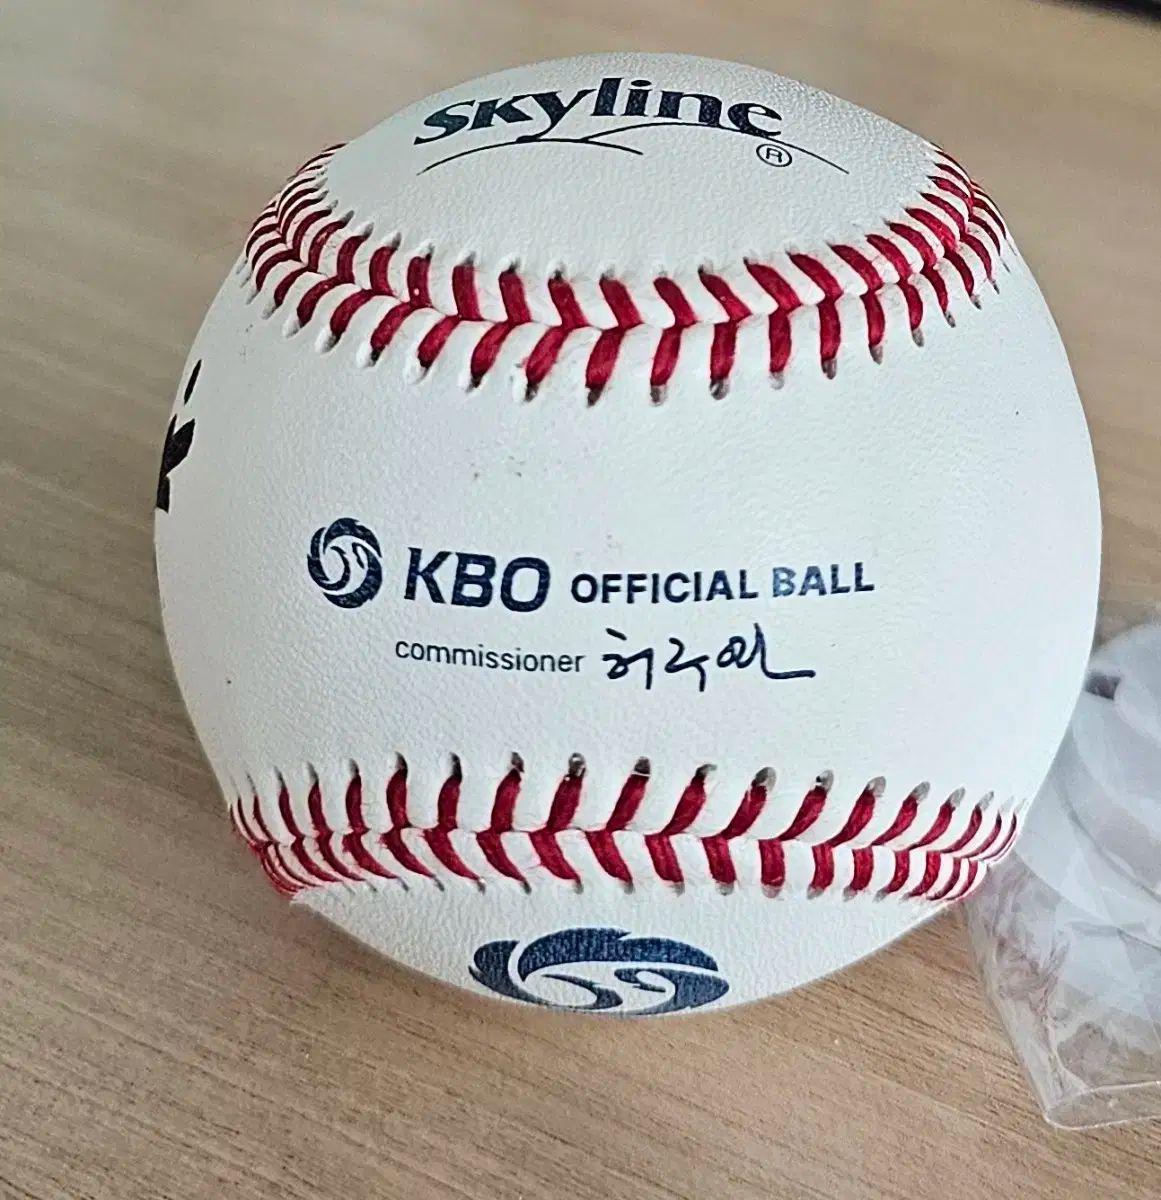 skyline ®
KBO OFFICIAL BALL
commissioner 허구연